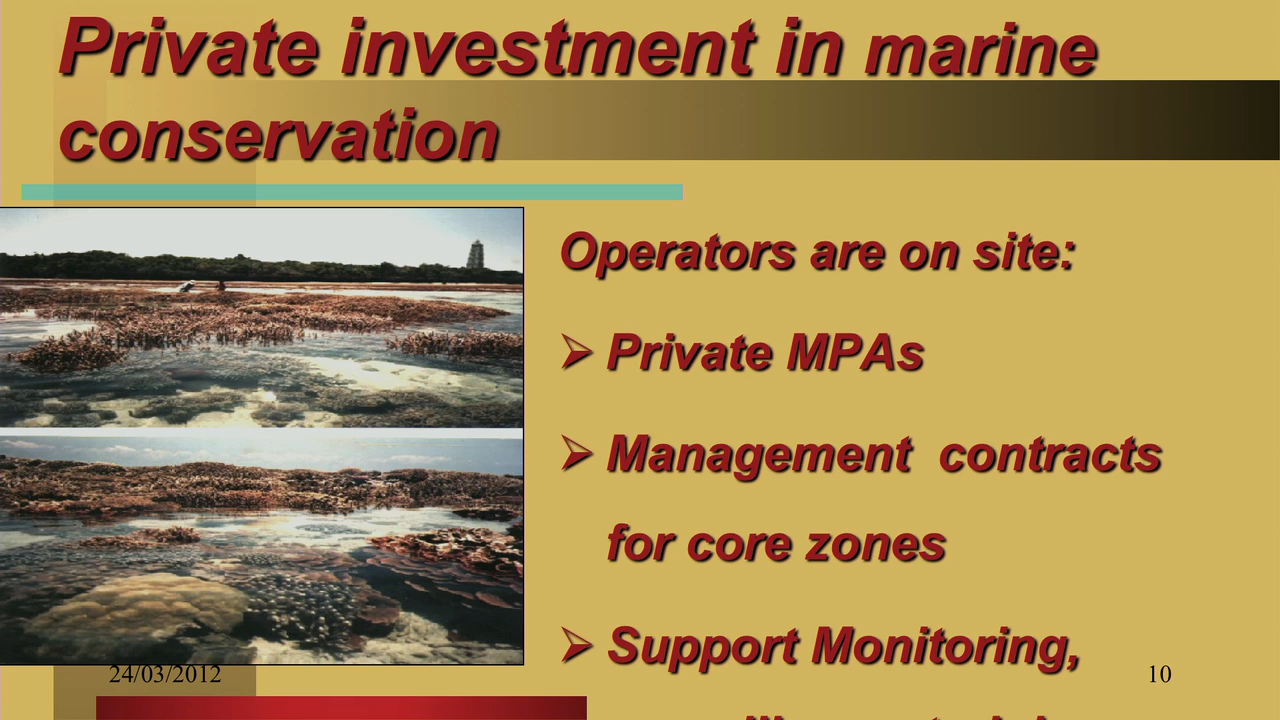 Private investment in marine
conservation
Operators are on site:
➢ Private MPAs
➢ Management contracts
for core zones
➢ Support Monitoring,
24/03/2012
10